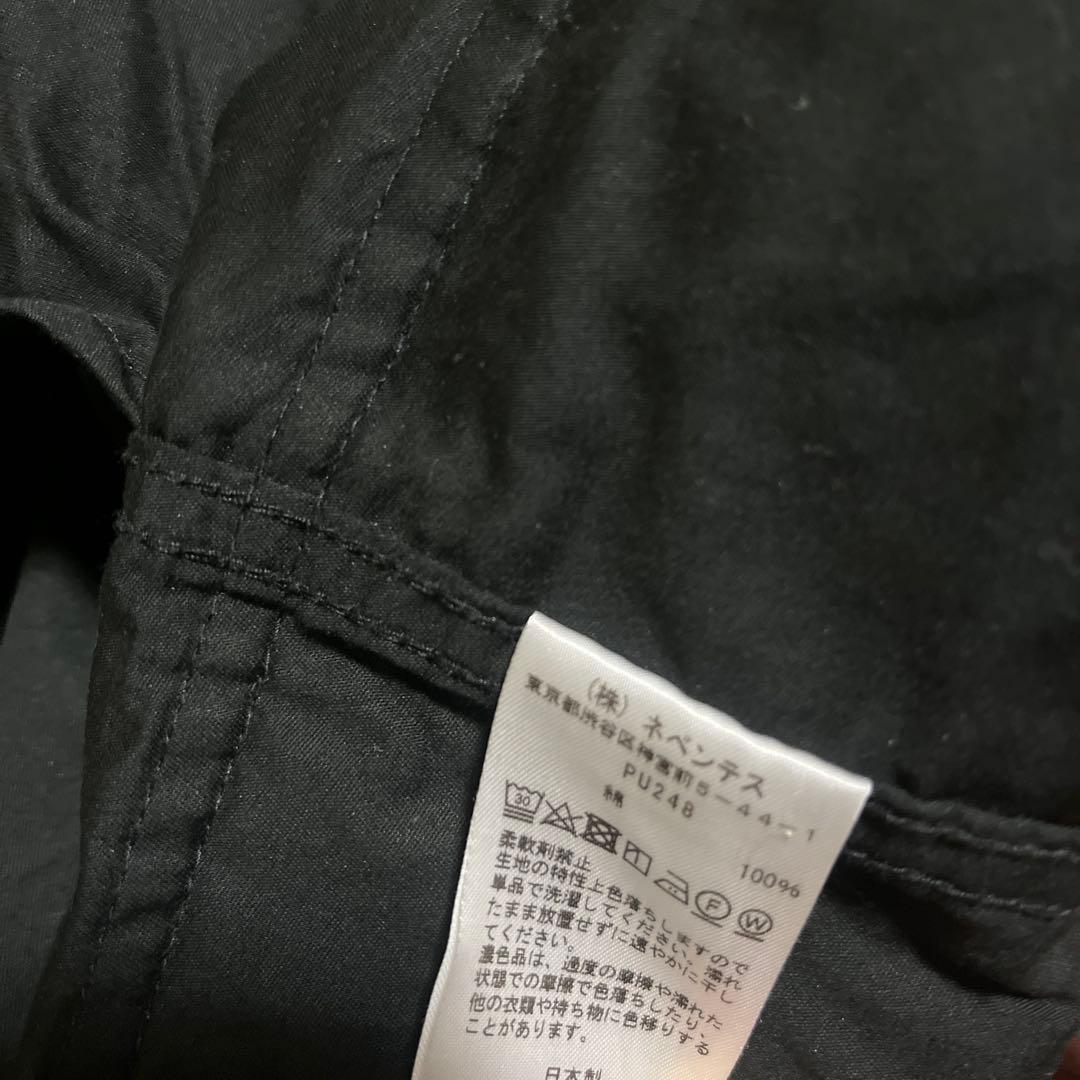 (株) ネペンテス
東京都渋谷区神宮前5-44-1
PU248
綿 100%
30 F W
柔軟剤禁止
生地の特性上色落ちしますので
単品で洗濯してください。濡れ
たまま放置せずに速やかに干し
てください。
濃色品は、過度の摩擦や濡れた
状態での摩擦で色落ちしたり、
他の衣類や持ち物に色移りする
ことがあります。
日本製